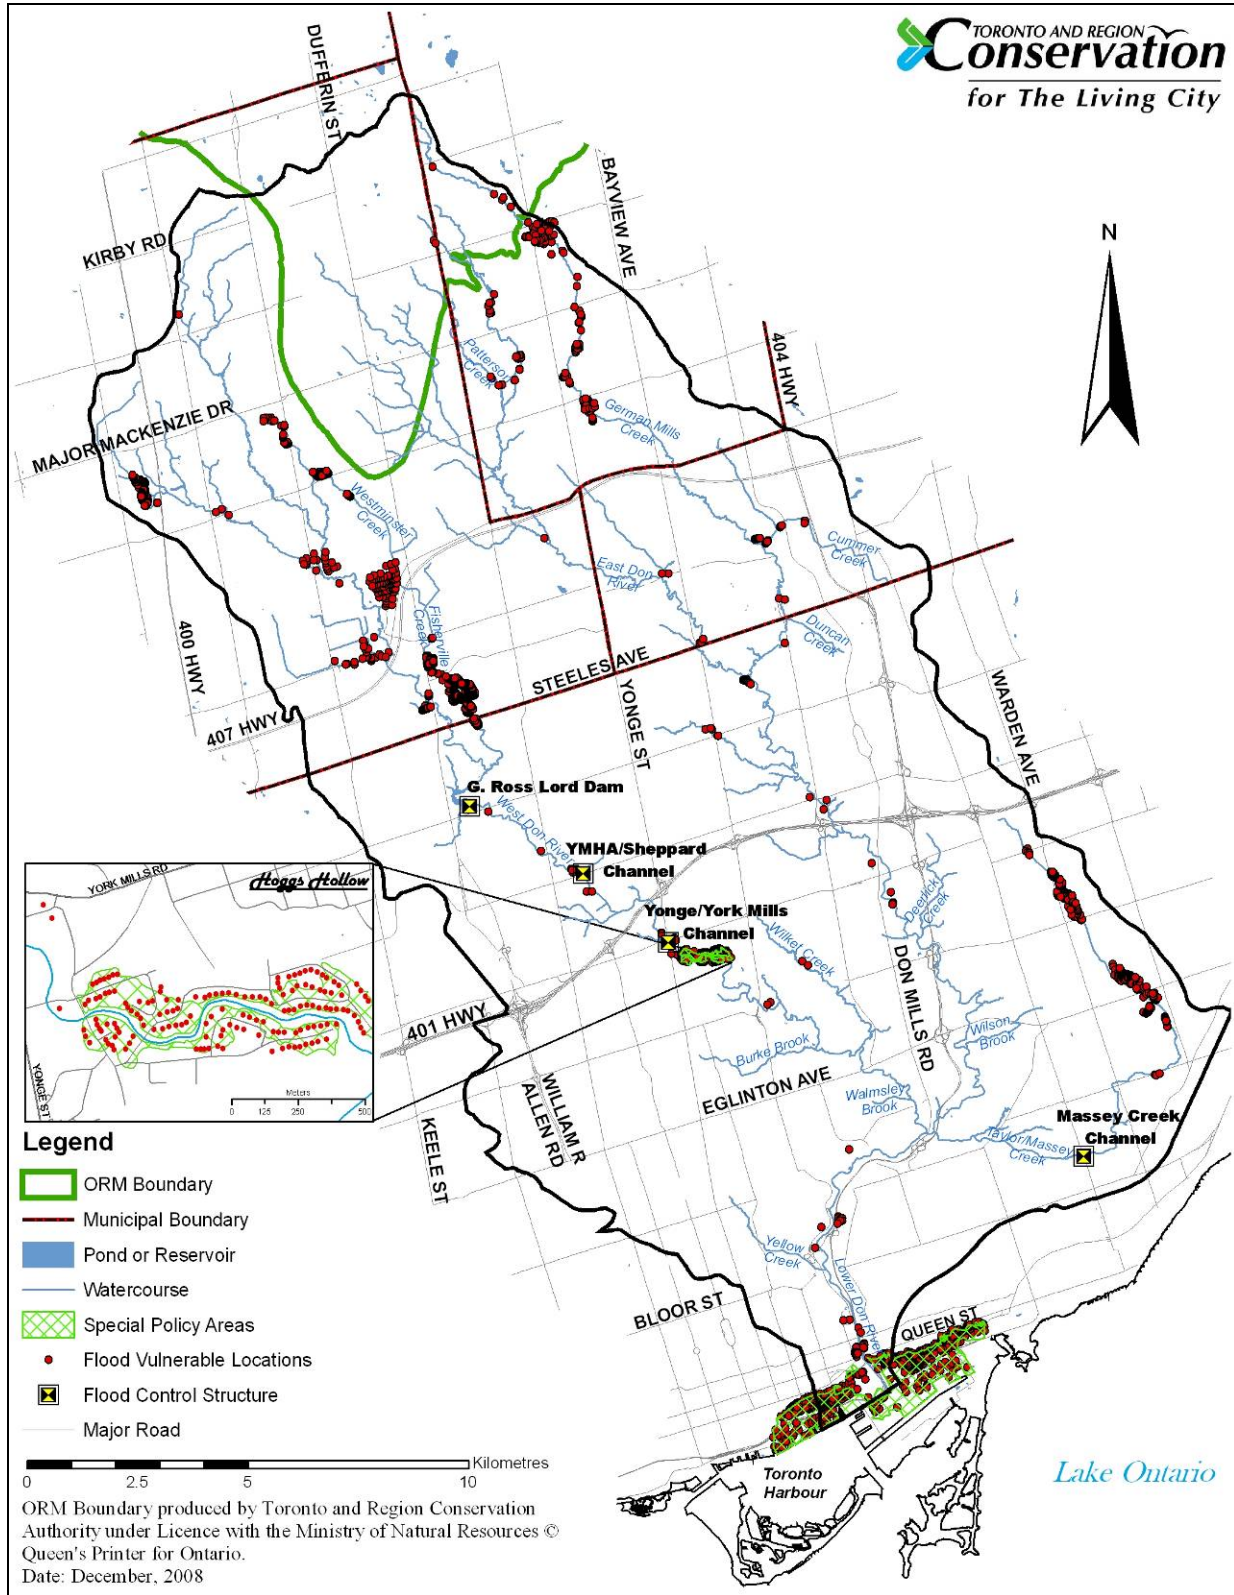 TORONTO AND REGION
Conservation
for The Living City
DUFFERIN ST
BAYVIEW AVE
N
KIRBY RD
404 HWY
Patterson
Creek
MAJOR MACKENZIE DR
German Mills
Creek
Westminster
Creek
Cummer
Creek
East Don
River
Fisherville
Creek
Duncan
Creek
400 HWY
STEELES AVE
YONGE ST
WARDEN AVE
407 HWY
G. Ross Lord Dam
West Don River
YMHA/Sheppard
Channel
Yonge/York Mills
Channel
Deerlick
Creek
Wilket Creek
DON MILLS RD
YORK MILLS RD
Hoggs Hollow
YONGE ST
Meters
0 125 250 500
401 HWY
Burke Brook
Wilson
Brook
EGLINTON AVE
Walmsley
Brook
WILLIAM R
ALLEN RD
KEELE ST
Massey Creek
Channel
Taylor/Massey
Creek
Yellow
Creek
Lower Don River
BLOOR ST
QUEEN ST
Toronto
Harbour
Lake Ontario
Legend
ORM Boundary
Municipal Boundary
Pond or Reservoir
Watercourse
Special Policy Areas
Flood Vulnerable Locations
Flood Control Structure
Major Road
Kilometres
0 2.5 5 10
ORM Boundary produced by Toronto and Region Conservation
Authority under Licence with the Ministry of Natural Resources ©
Queen's Printer for Ontario.
Date: December, 2008